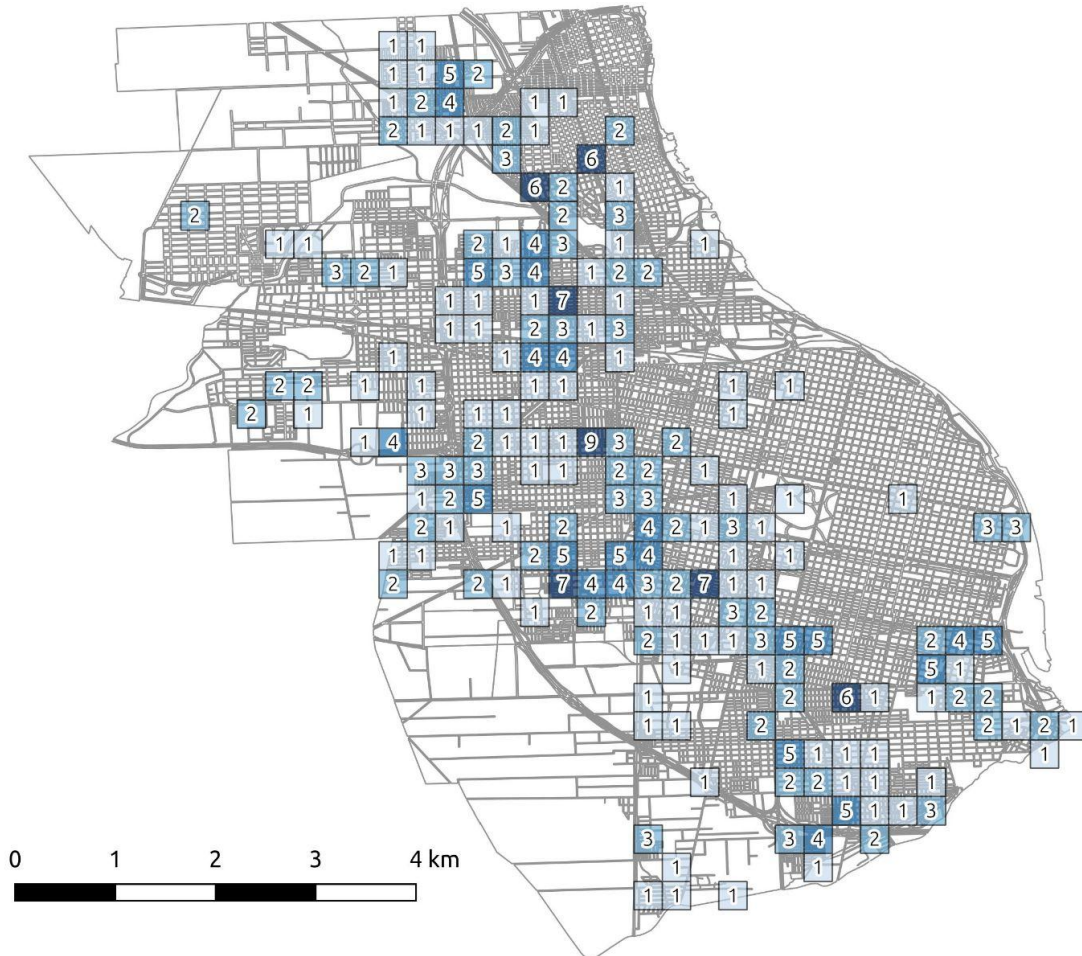 1 1
1 1 5 2
1 2 4 1 1
2 1 1 1 2 1 2
3 6
6 2 1
2 2 3
1 1 2 1 4 3 1 1
3 2 1 5 3 4 1 2 2
1 1 1 7 1
1 1 2 3 1 3
1 1 4 4 1
2 2 1 1 1 1 1 1
2 1 1 1 1 1
1 4 2 1 1 1 9 3 2
3 3 3 1 1 2 2 1
1 2 5 3 3 1 1 1
2 1 1 2 4 2 1 3 1 3 3
1 1 2 5 5 4 1 1
2 2 1 7 4 4 3 2 7 1 1
1 2 1 1 3 2
2 1 1 1 3 5 5 2 4 5
1 1 2 5 1
1 2 6 1 1 2 2
1 1 2 2 1 2 1
5 1 1 1 1
1 2 2 1 1 1
5 1 1 3
3 3 4 2
1 1
1 1 1
0 1 2 3 4 km